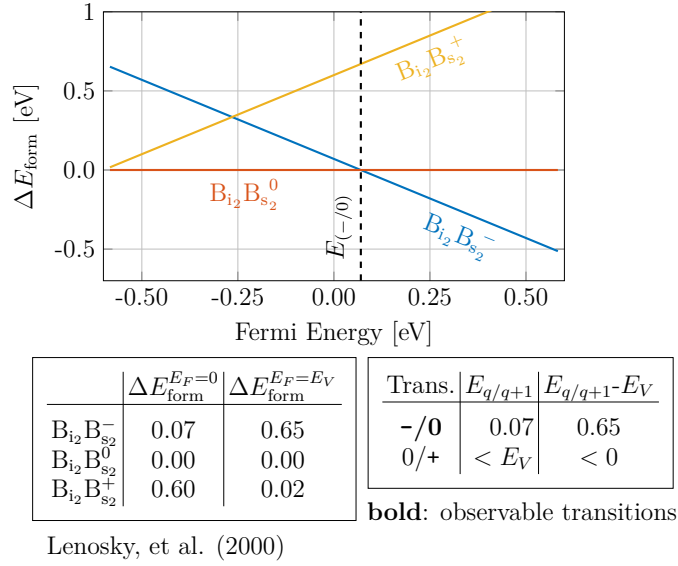 1
0.5
0.0
-0.5
ΔE_form [eV]
B_i₂B_s₂^+
B_i₂B_s₂^0
B_i₂B_s₂^−
E_(−/0)
-0.50 -0.25 0.00 0.25 0.50
Fermi Energy [eV]
ΔE_form^{E_F=0} ΔE_form^{E_F=E_V}
B_i₂B_s₂^− 0.07 0.65
B_i₂B_s₂^0 0.00 0.00
B_i₂B_s₂^+ 0.60 0.02
Lenosky, et al. (2000)
Trans. E_{q/q+1} E_{q/q+1}-E_V
−/0 0.07 0.65
0/+ < E_V < 0
bold: observable transitions